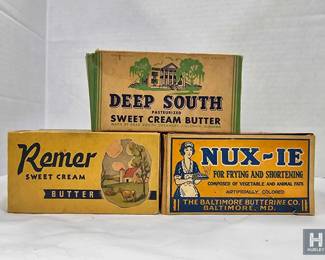 DEEP SOUTH
PASTEURIZED
SWEET CREAM BUTTER
Remer
SWEET CREAM
BUTTER
NUX-IE
FOR FRYING AND SHORTENING
COMPOSED OF VEGETABLE AND ANIMAL FATS
ARTIFICIALLY COLORED
THE BALTIMORE BUTTERINE CO.
BALTIMORE, MD.
H